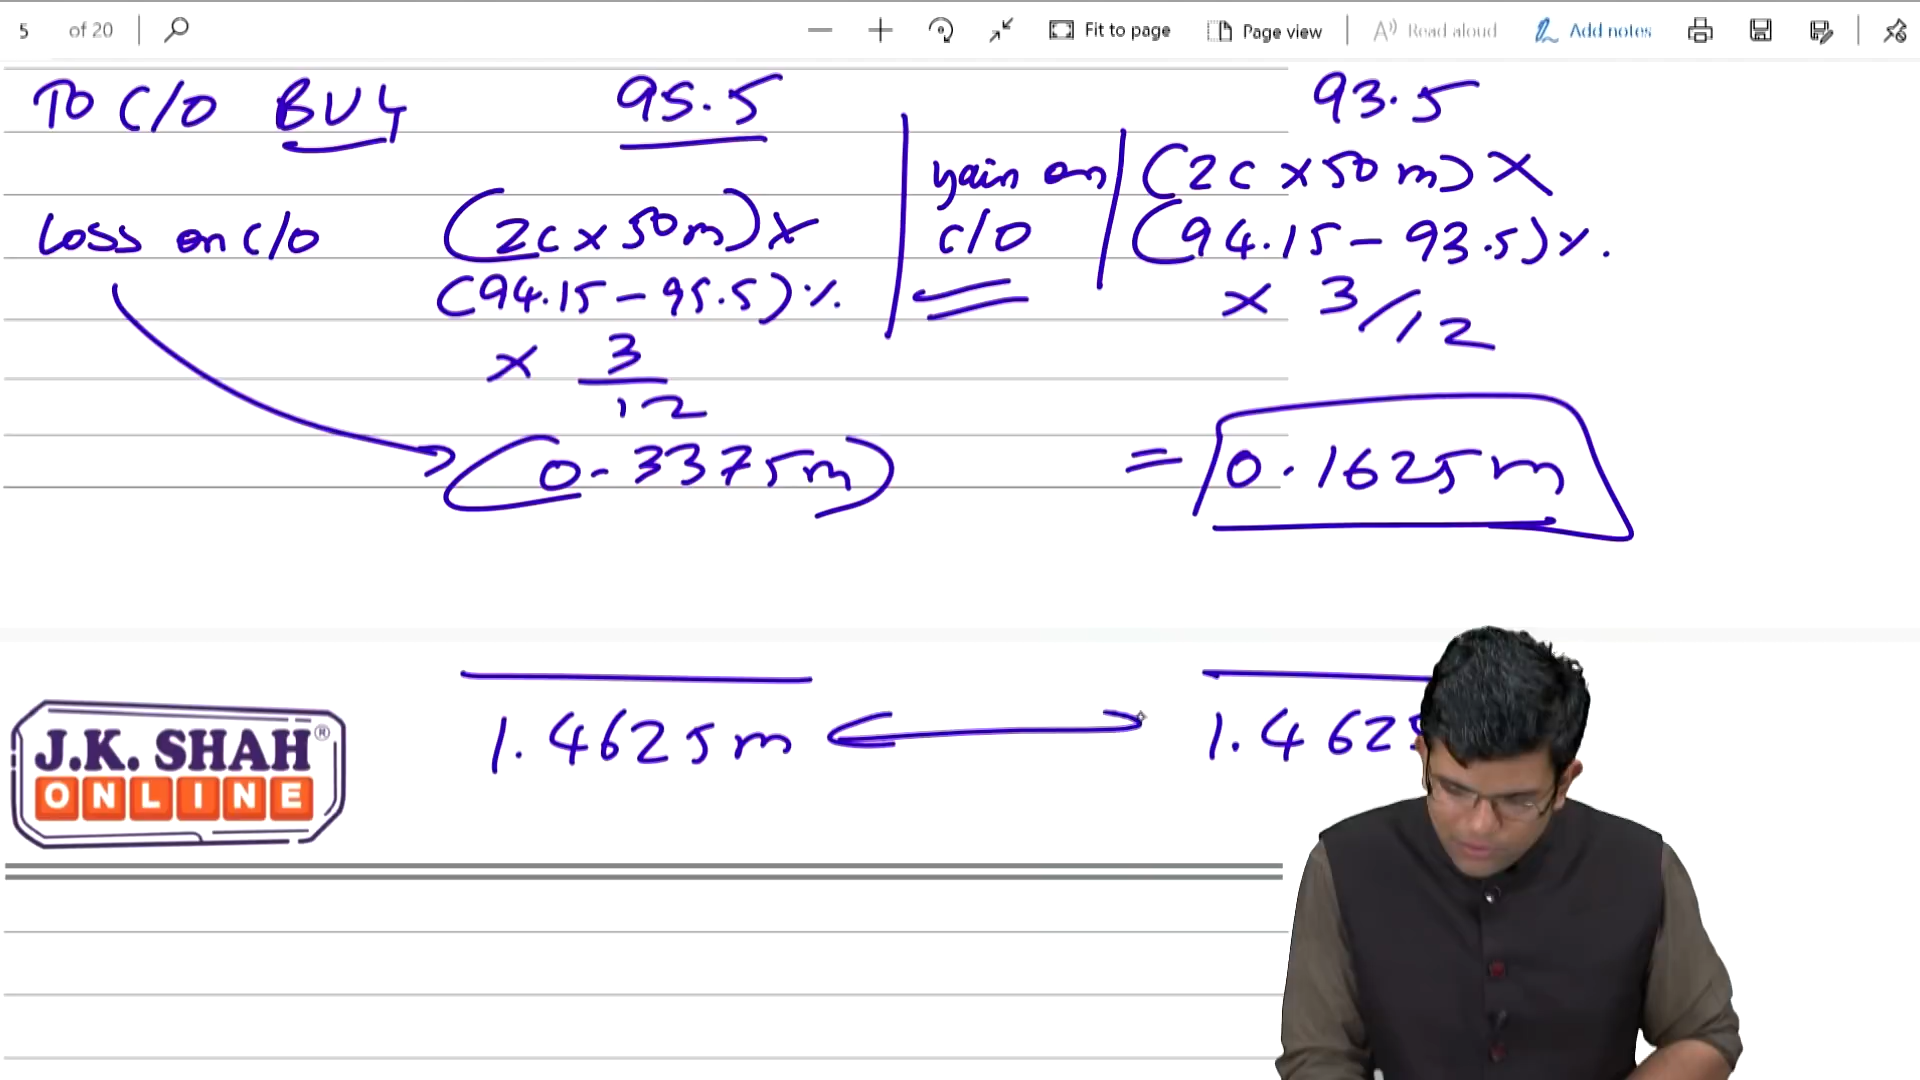 5 of 20 Fit to page Page view Read aloud Add notes
TO C/O BUY 95.5 93.5
Loss on C/O (2c x 50m) x
(94.15 - 95.5)%
x 3/12
(0.3375m)
gain on
C/O
(2c x 50m) x
(94.15 - 93.5)%.
x 3/12
= 0.1625m
1.4625m 1.4625
J.K. SHAH®
ONLINE